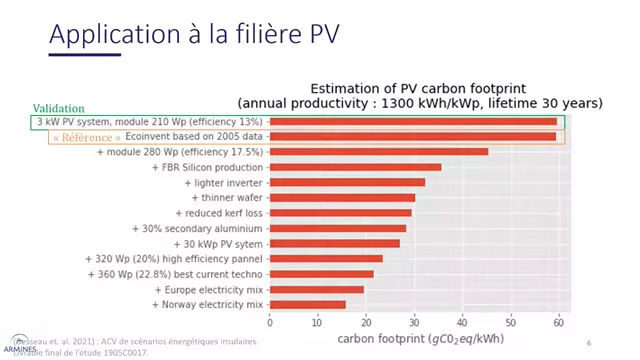 Application à la filière PV
Estimation of PV carbon footprint
(annual productivity : 1300 kWh/kWp, lifetime 30 years)
Validation
3 kW PV system, module 210 Wp (efficiency 13%)
« Référence » Ecoinvent based on 2005 data
+ module 280 Wp (efficiency 17.5%)
+ FBR Silicon production
+ lighter inverter
+ thinner wafer
+ reduced kerf loss
+ 30% secondary aluminium
+ 30 kWp PV sytem
+ 320 Wp (20%) high efficiency pannel
+ 360 Wp (22.8%) best current techno
+ Europe electricity mix
+ Norway electricity mix
0 10 20 30 40 50 60
carbon footprint (gCO2eq/kWh)
et. al. 2021) : ACV de scénarios énergétiques insulaires.
ARMINES
Livrable final de l'étude 1905C0017.
6